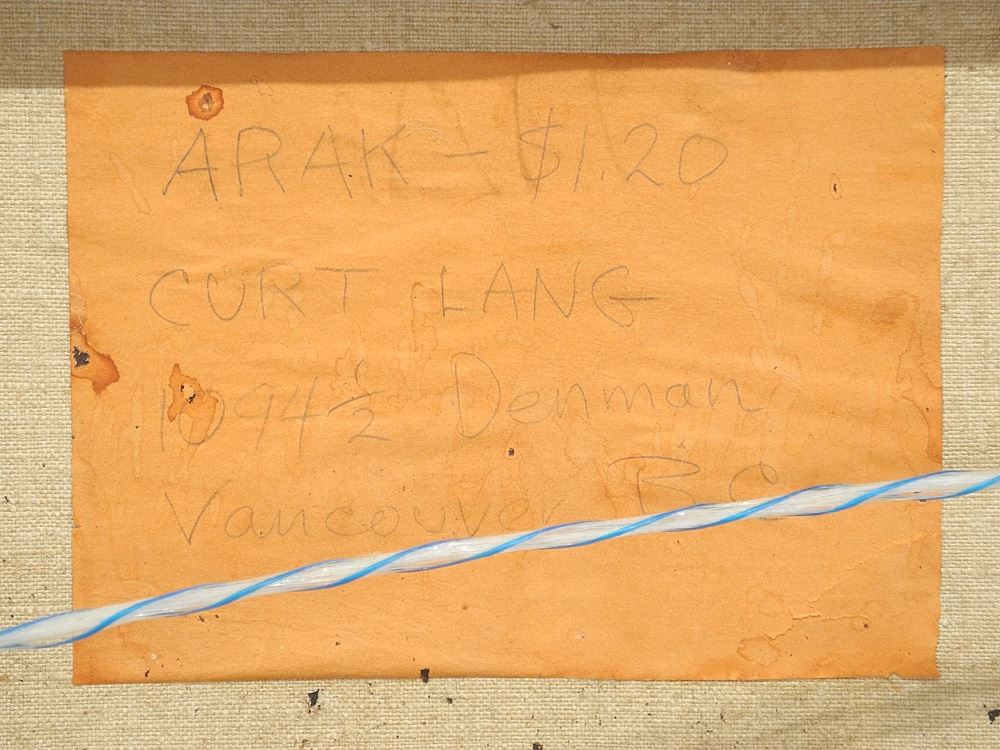 ARAK - $1.20
CURT LANG
1094½ Denman
Vancouver B.C.